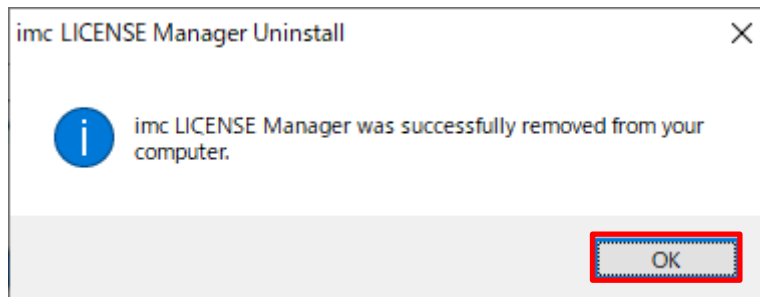 imc LICENSE Manager Uninstall
imc LICENSE Manager was successfully removed from your
computer.
OK